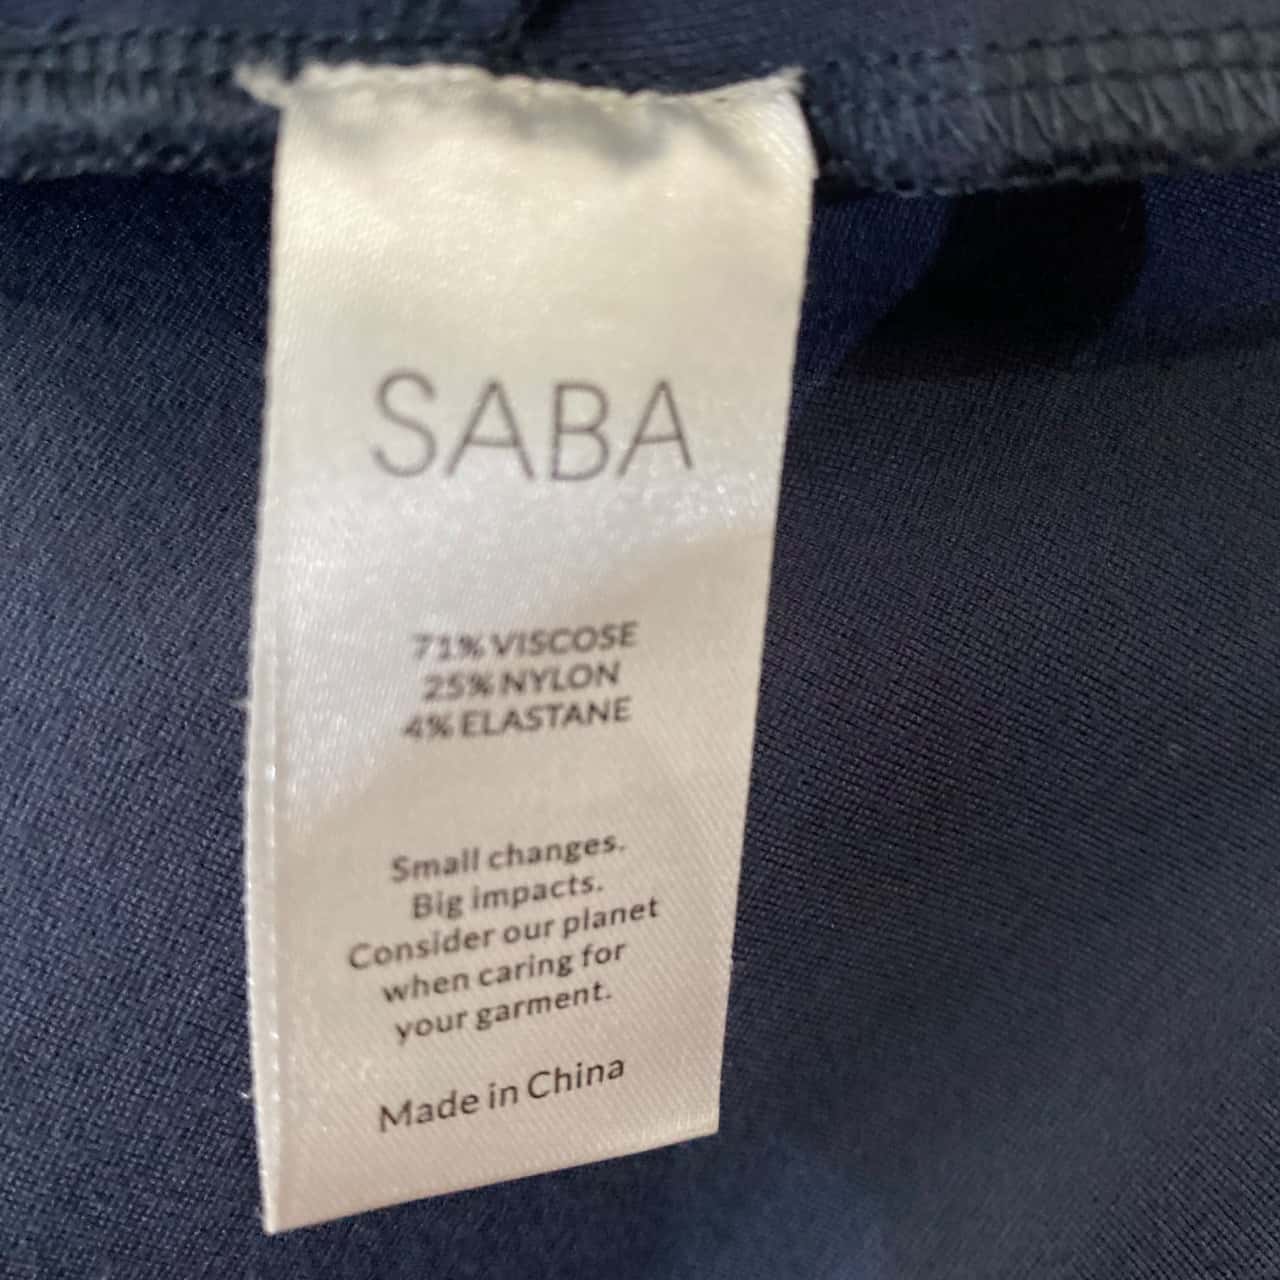 SABA
71% VISCOSE
25% NYLON
4% ELASTANE
Small changes.
Big impacts.
Consider our planet
when caring for
your garment.
Made in China